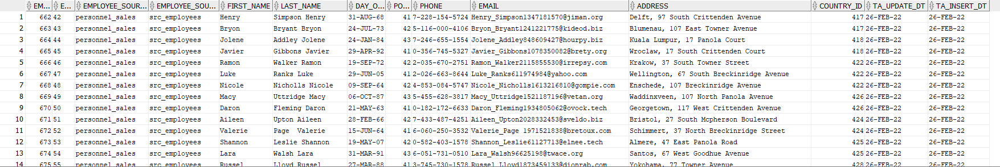 EM... E... EMPLOYEE_SOUR... EMPLOYEE_SOU... FIRST_NAME LAST_NAME DAY_O... PO... PHONE EMAIL ADDRESS COUNTRY_ID TA_UPDATE_DT TA_INSERT_DT
1 662 42 personnel_sales src_employees Henry Simpson Henry 31-AUG-68 41 7-228-154-5724 Henry_Simpson1347181570@jiman.org Delft, 97 South Crittenden Avenue 417 26-FEB-22 26-FEB-22
2 663 43 personnel_sales src_employees Bryon Bryant Bryon 24-JUL-73 42 5-116-000-4106 Bryon_Bryant1241221775@kideod.biz Blumenau, 107 East Towner Avenue 417 26-FEB-22 26-FEB-22
3 664 44 personnel_sales src_employees Jolene Addley Jolene 24-JAN-84 43 7-246-655-1554 Jolene_Addley848609427@hourpy.biz Kuala Lumpur, 17 Panola Court 418 26-FEB-22 26-FEB-22
4 665 45 personnel_sales src_employees Javier Gibbons Javier 29-APR-92 41 0-356-745-5327 Javier_Gibbons1078350082@brety.org Wroclaw, 17 South Crittenden Court 418 26-FEB-22 26-FEB-22
5 666 46 personnel_sales src_employees Ramon Walker Ramon 19-SEP-72 42 2-035-670-2751 Ramon_Walker2115855530@irrepsy.com Krakow, 37 South Towner Street 422 26-FEB-22 26-FEB-22
6 667 47 personnel_sales src_employees Luke Ranks Luke 29-JUN-05 41 2-026-663-8644 Luke_Ranks611974984@yahoo.com Wellington, 67 South Breckinridge Avenue 422 26-FEB-22 26-FEB-22
7 668 48 personnel_sales src_employees Nicole Nicholls Nicole 09-SEP-64 42 4-853-084-5747 Nicole_Nicholls1613216810@gompie.com Enschede, 107 Breckinridge Avenue 422 26-FEB-22 26-FEB-22
8 669 49 personnel_sales src_employees Macy Uttridge Macy 06-OCT-87 43 5-455-628-3817 Macy_Uttridge1521187196@vetan.org Waddinxveen, 107 North Panola Avenue 426 26-FEB-22 26-FEB-22
9 670 50 personnel_sales src_employees Daron Fleming Daron 21-MAY-63 41 0-182-172-6633 Daron_Fleming1934805062@ovock.tech Georgetown, 117 West Crittenden Avenue 426 26-FEB-22 26-FEB-22
10 671 51 personnel_sales src_employees Aileen Upton Aileen 28-FEB-66 42 7-433-487-4251 Aileen_Upton2028332453@sveldo.biz Bristol, 27 South Mcpherson Boulevard 424 26-FEB-22 26-FEB-22
11 672 52 personnel_sales src_employees Valerie Page  Valerie 15-JUN-64 41 6-060-250-3532 Valerie_Page 1971521838@bretoux.com Schimmert, 37 North Breckinridge Street 424 26-FEB-22 26-FEB-22
12 673 53 personnel_sales src_employees Shannon Leslie Shannon 19-MAY-07 42 0-582-403-1578 Shannon_Leslie61127713@elnee.tech Almere, 47 East Panola Road 425 26-FEB-22 26-FEB-22
13 674 54 personnel_sales src_employees Lara Walsh Lara 31-MAR-91 43 6-051-731-0510 Lara_Walsh96625198@twace.org Santos, 67 West Goodhue Avenue 425 26-FEB-22 26-FEB-22
14 675 55 personnel_sales src_employees Russel Lloyd Russel 27-MAR-88 41 3-745-730-1578 Russel_Lloyd1873459133@dionrab.com Yokohama, 77 Towner Avenue 428 26-FEB-22 26-FEB-22